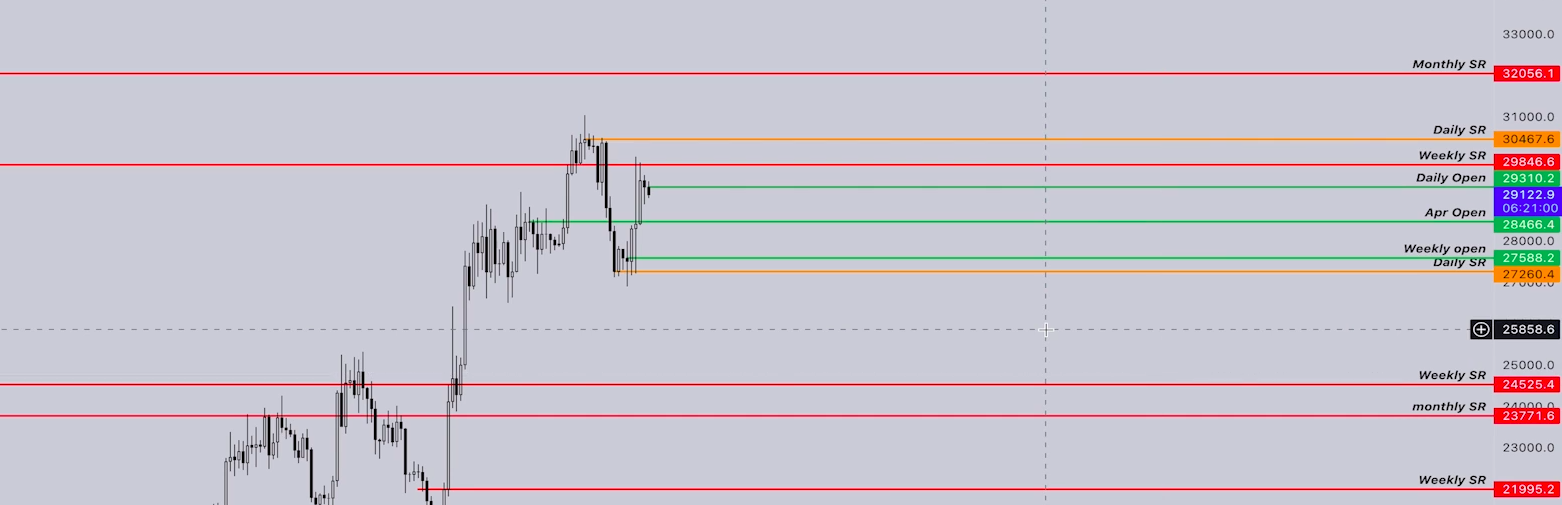 33000.0
Monthly SR 32056.1
31000.0
Daily SR 30467.6
Weekly SR 29846.6
Daily Open 29310.2
29122.9
06:21:00
Apr Open 28466.4
28000.0
Weekly open 27588.2
Daily SR 27260.4
27000.0
25858.6
25000.0
Weekly SR 24525.4
24000.0
monthly SR 23771.6
23000.0
Weekly SR 21995.2